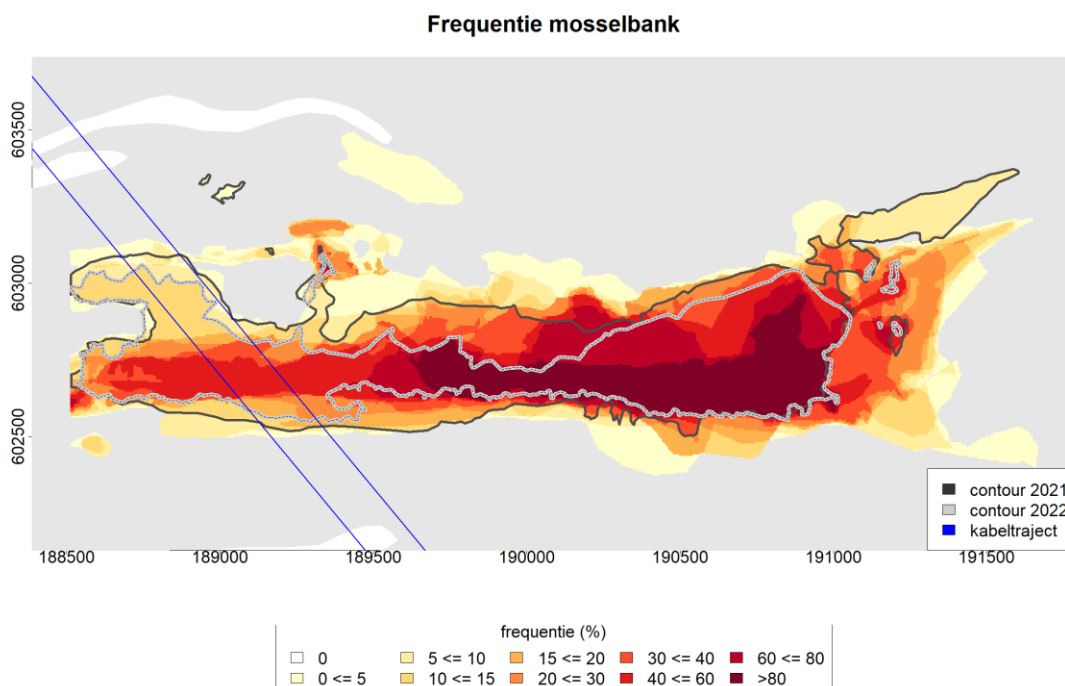 Frequentie mosselbank
603500
603000
602500
contour 2021
contour 2022
kabeltraject
188500 189000 189500 190000 190500 191000 191500
frequentie (%)
0 5 <= 10 15 <= 20 30 <= 40 60 <= 80
0 <= 5 10 <= 15 20 <= 30 40 <= 60 >80